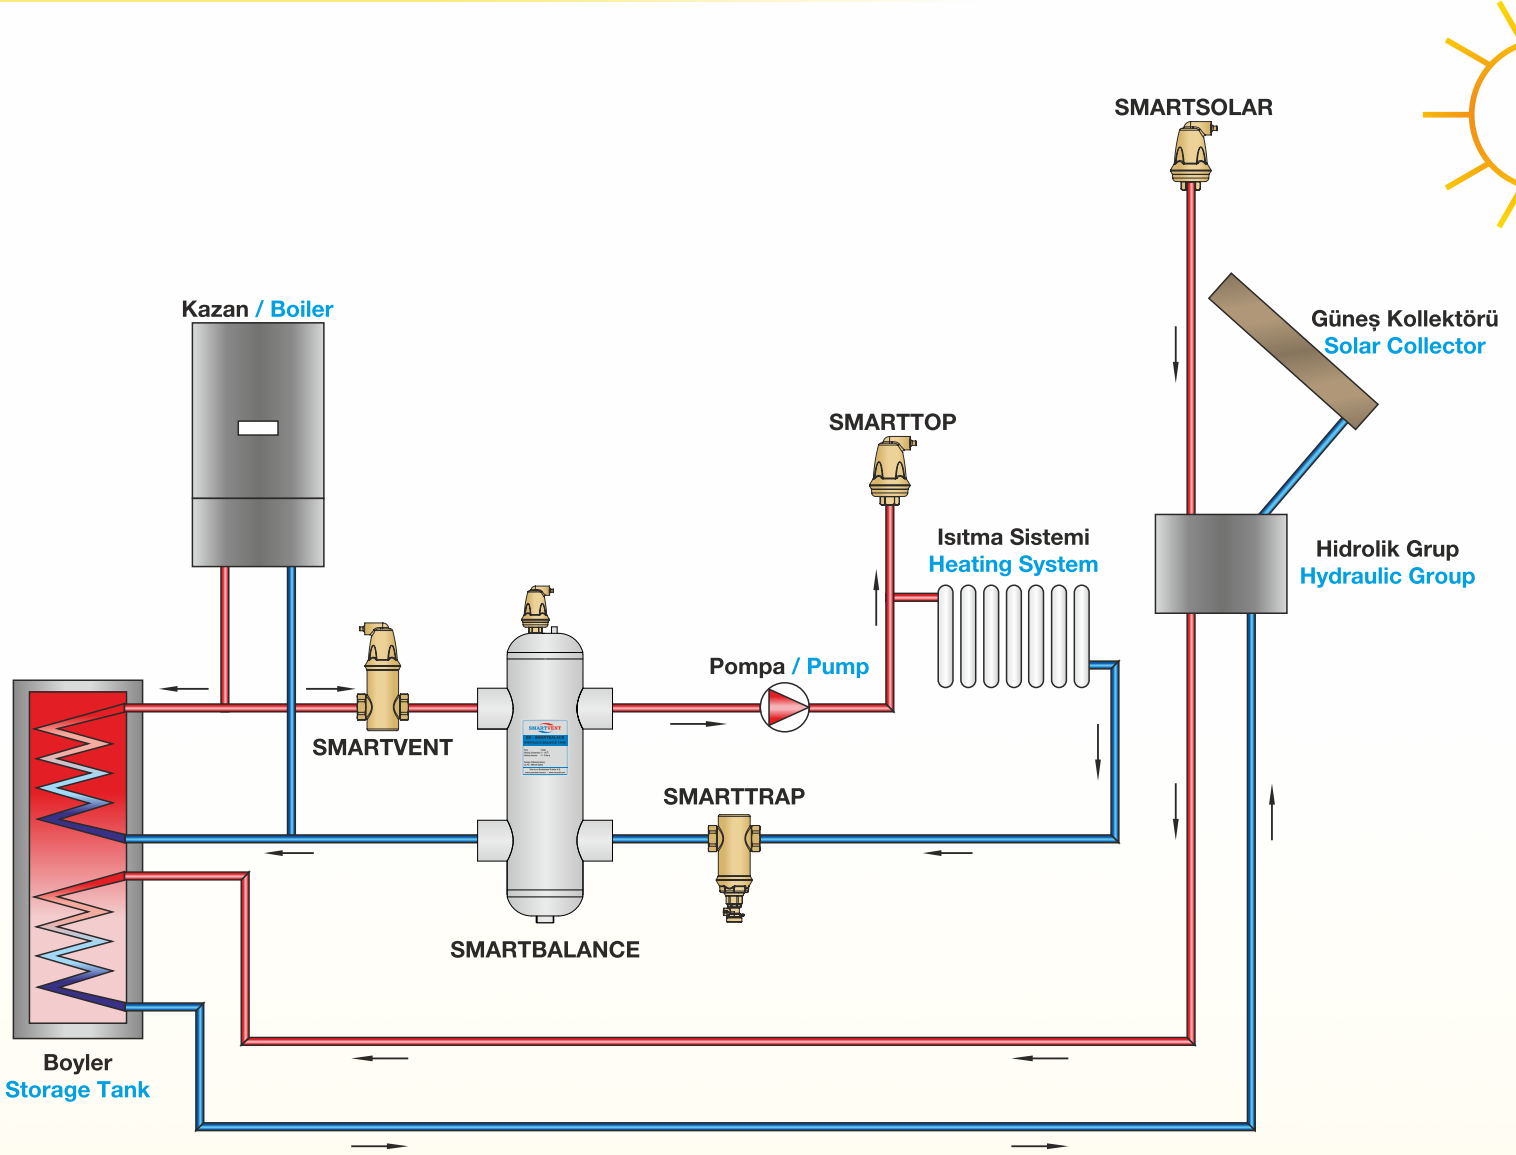 SMARTSOLAR
Güneş Kollektörü
Solar Collector
Kazan / Boiler
SMARTTOP
Isıtma Sistemi
Heating System
Hidrolik Grup
Hydraulic Group
Pompa / Pump
SMARTVENT
SMARTVENT
SMARTTRAP
SMARTBALANCE
Boyler
Storage Tank